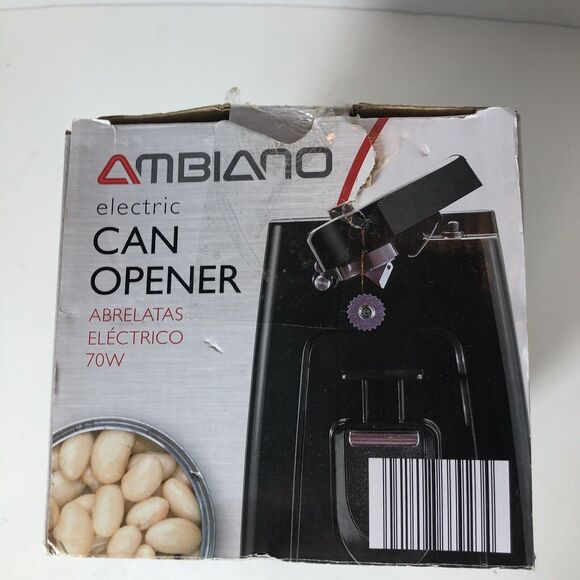 AMBIANO
electric
CAN
OPENER
ABRELATAS
ELÉCTRICO
70W